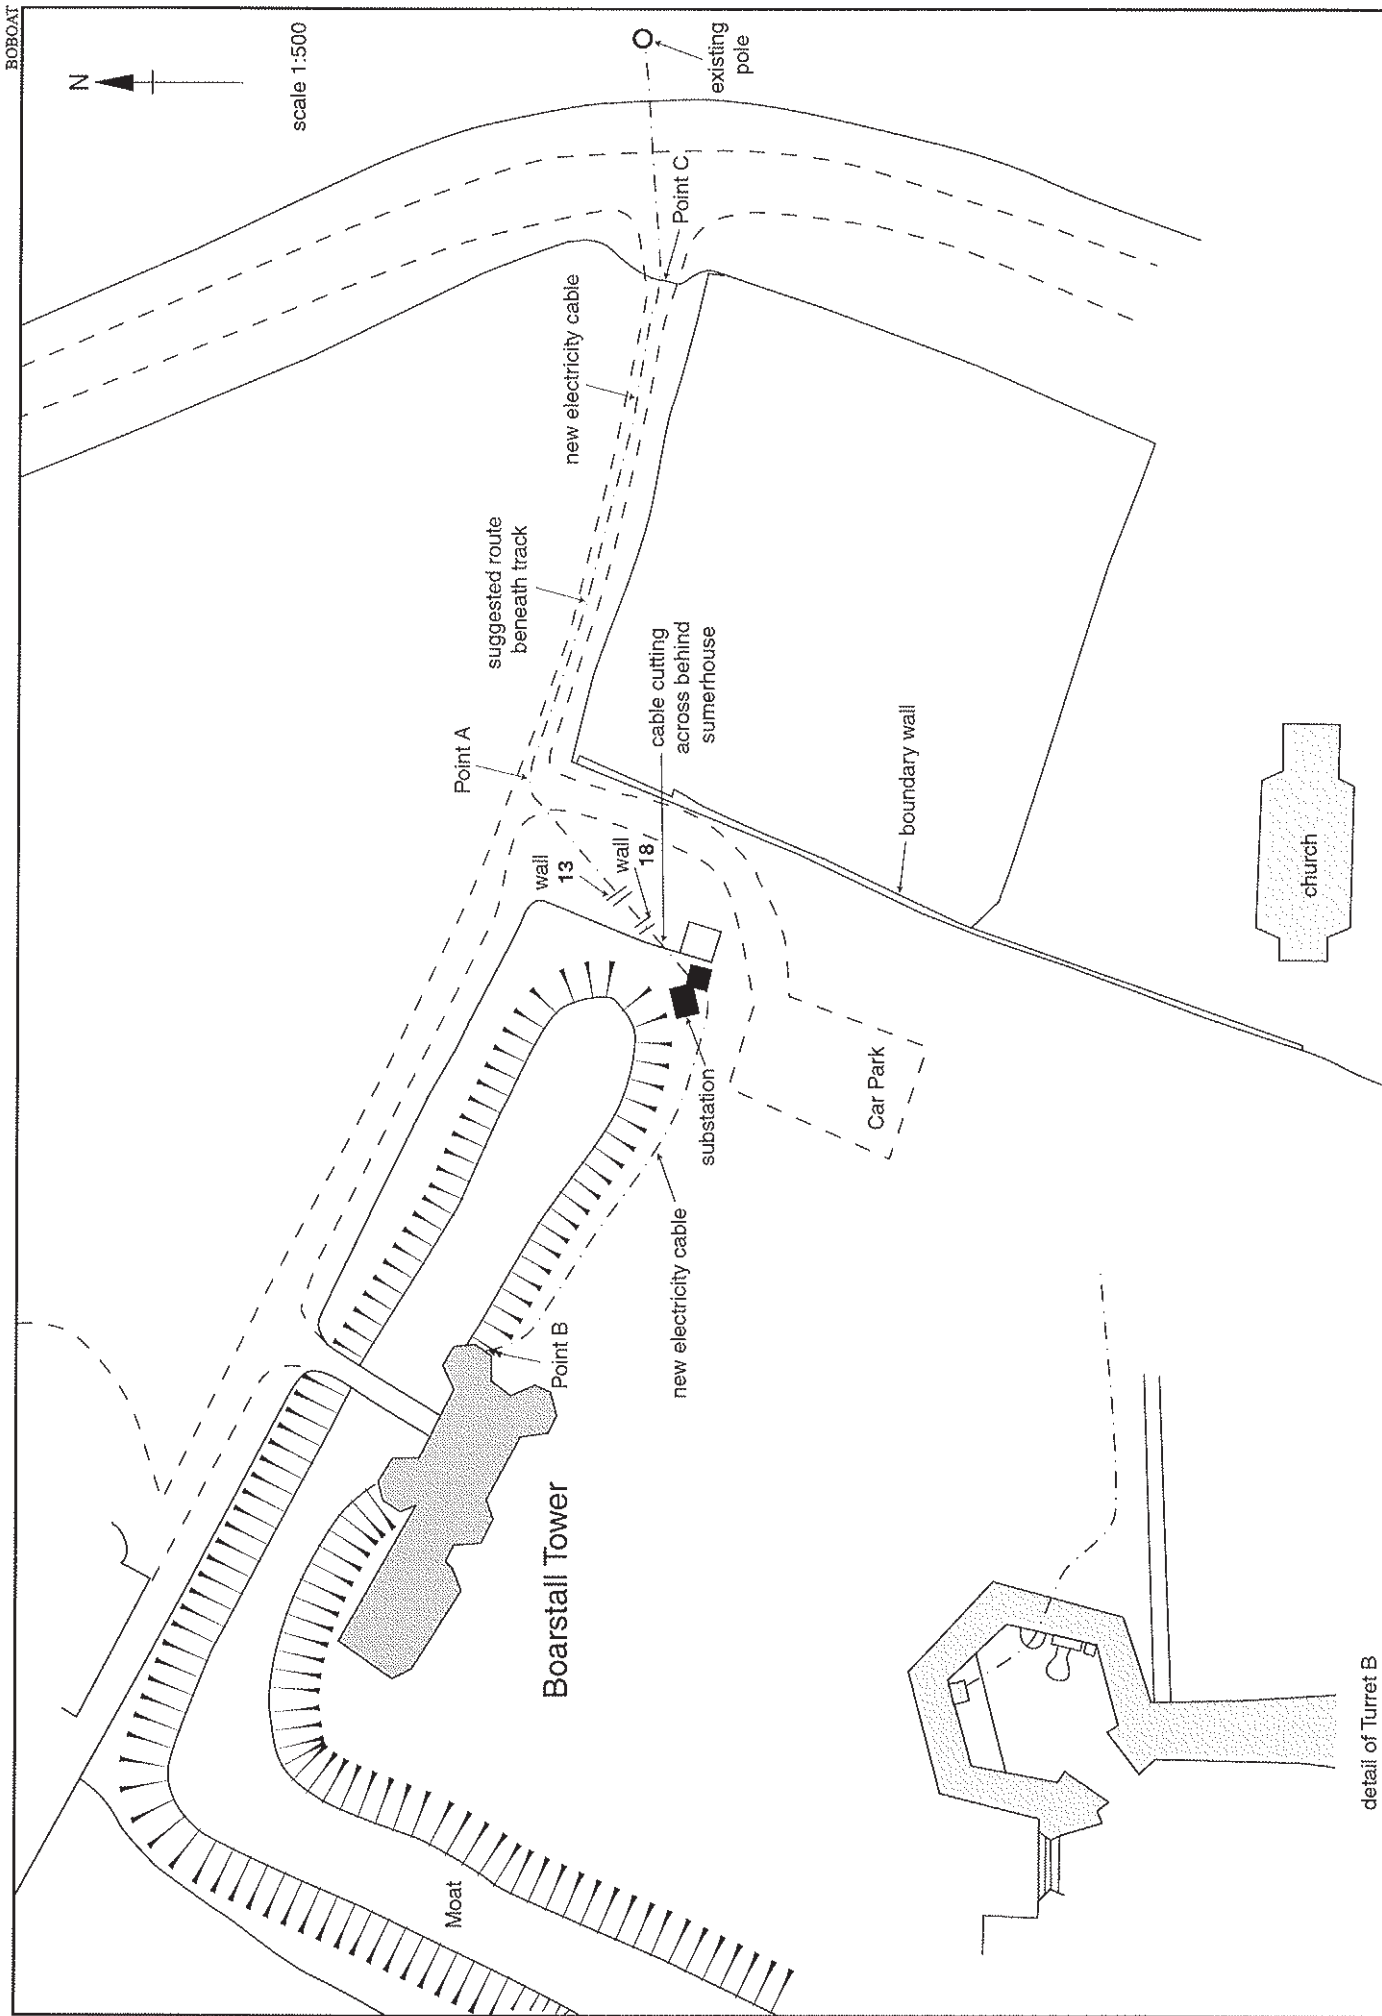 BOBOAT
N
scale 1:500
existing
pole
Point C
new electricity cable
suggested route
beneath track
Point A
cable cutting
across behind
sumerhouse
wall
13
wall
18
boundary wall
church
substation
Car Park
new electricity cable
Point B
Boarstall Tower
Moat
detail of Turret B